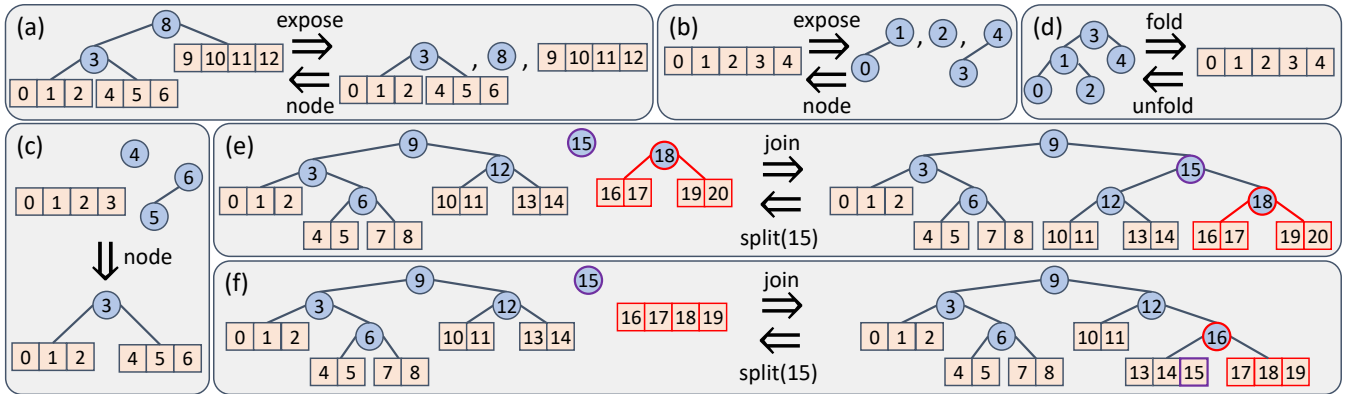 (a)
8
3
9 10 11 12
0 1 2 4 5 6
expose
node
3 , 8 , 9 10 11 12
0 1 2 4 5 6
(b)
0 1 2 3 4
expose
node
1 , 2 , 4
0 3
(d)
3
1 4
0 2
fold
unfold
0 1 2 3 4
(c)
4
0 1 2 3
6
5
node
3
0 1 2 4 5 6
(e)
9 15
3 12 18
0 1 2 6 10 11 13 14 16 17 19 20
4 5 7 8
join
split(15)
9
3 15
0 1 2 6 12 18
4 5 7 8 10 11 13 14 16 17 19 20
(f)
9 15
3 12 16 17 18 19
0 1 2 6 10 11 13 14
4 5 7 8
join
split(15)
9
3 12
0 1 2 6 10 11 16
4 5 7 8 13 14 15 17 18 19